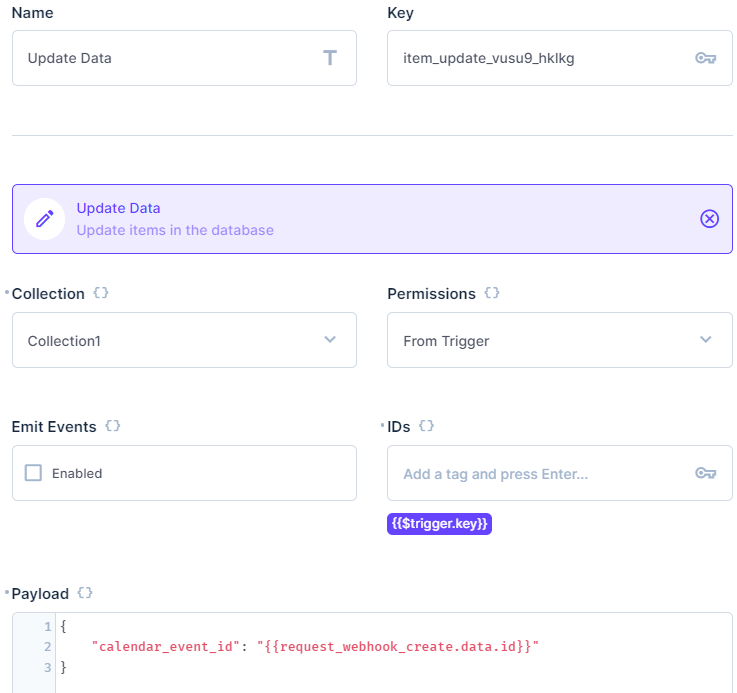 Name
Key
Update Data
item_update_vusu9_hklkg
Update Data
Update items in the database
Collection {}
Permissions {}
Collection1
From Trigger
Emit Events {}
IDs {}
Enabled
Add a tag and press Enter...
{{$trigger.key}}
Payload {}
1 {
2 "calendar_event_id": "{{request_webhook_create.data.id}}"
3 }